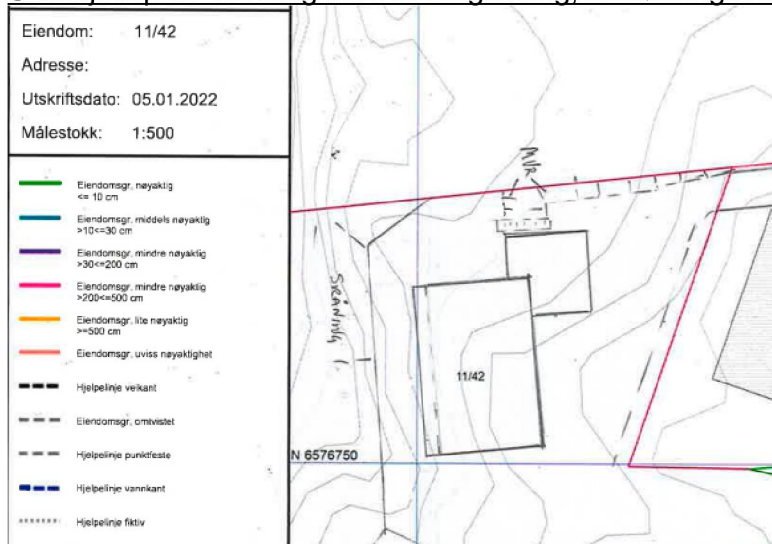 Eiendom: 11/42
Adresse:
Utskriftsdato: 05.01.2022
Målestokk: 1:500
Eiendomsgr. nøyaktig
<= 10 cm
Eiendomsgr. middels nøyaktig
>10<=30 cm
Eiendomsgr. mindre nøyaktig
>30<=200 cm
Eiendomsgr. mindre nøyaktig
>200<=500 cm
Eiendomsgr. lite nøyaktig
>=500 cm
Eiendomsgr. uviss nøyaktighet
Hjelpelinje veikant
Eiendomsgr. omtvistet
Hjelpelinje punktfeste
Hjelpelinje vannkant
Hjelpelinje fiktiv
MUR
SKRÅNING
11/42
N 6576750